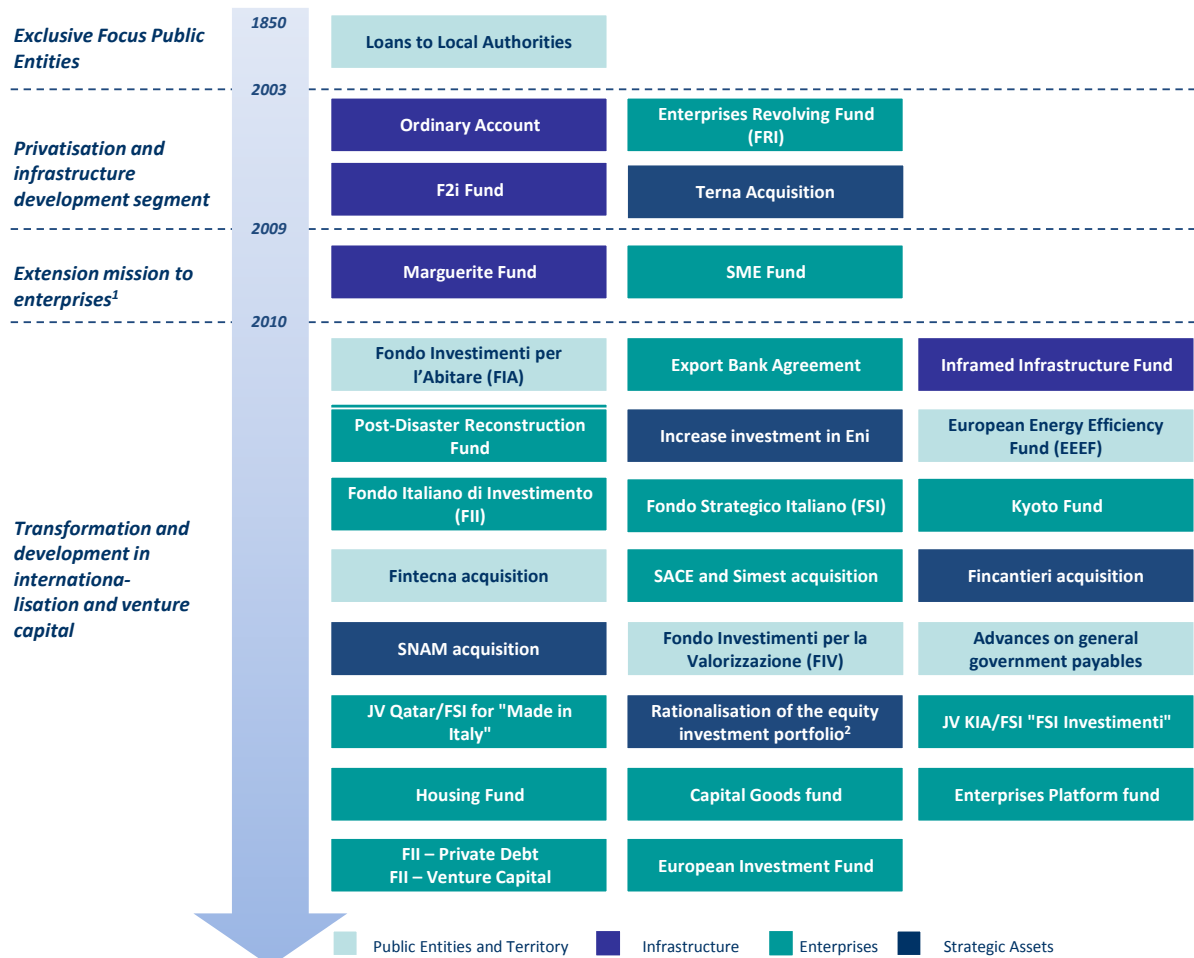 Exclusive Focus Public
Entities
1850
Loans to Local Authorities
2003
Privatisation and
infrastructure
development segment
Ordinary Account
Enterprises Revolving Fund
(FRI)
F2i Fund
Terna Acquisition
2009
Extension mission to
enterprises¹
Marguerite Fund
SME Fund
2010
Transformation and
development in
internationa-
lisation and venture
capital
Fondo Investimenti per
l'Abitare (FIA)
Export Bank Agreement
Inframed Infrastructure Fund
Post-Disaster Reconstruction
Fund
Increase investment in Eni
European Energy Efficiency
Fund (EEEF)
Fondo Italiano di Investimento
(FII)
Fondo Strategico Italiano (FSI)
Kyoto Fund
Fintecna acquisition
SACE and Simest acquisition
Fincantieri acquisition
SNAM acquisition
Fondo Investimenti per la
Valorizzazione (FIV)
Advances on general
government payables
JV Qatar/FSI for "Made in
Italy"
Rationalisation of the equity
investment portfolio²
JV KIA/FSI "FSI Investimenti"
Housing Fund
Capital Goods fund
Enterprises Platform fund
FII – Private Debt
FII – Venture Capital
European Investment Fund
Public Entities and Territory
Infrastructure
Enterprises
Strategic Assets